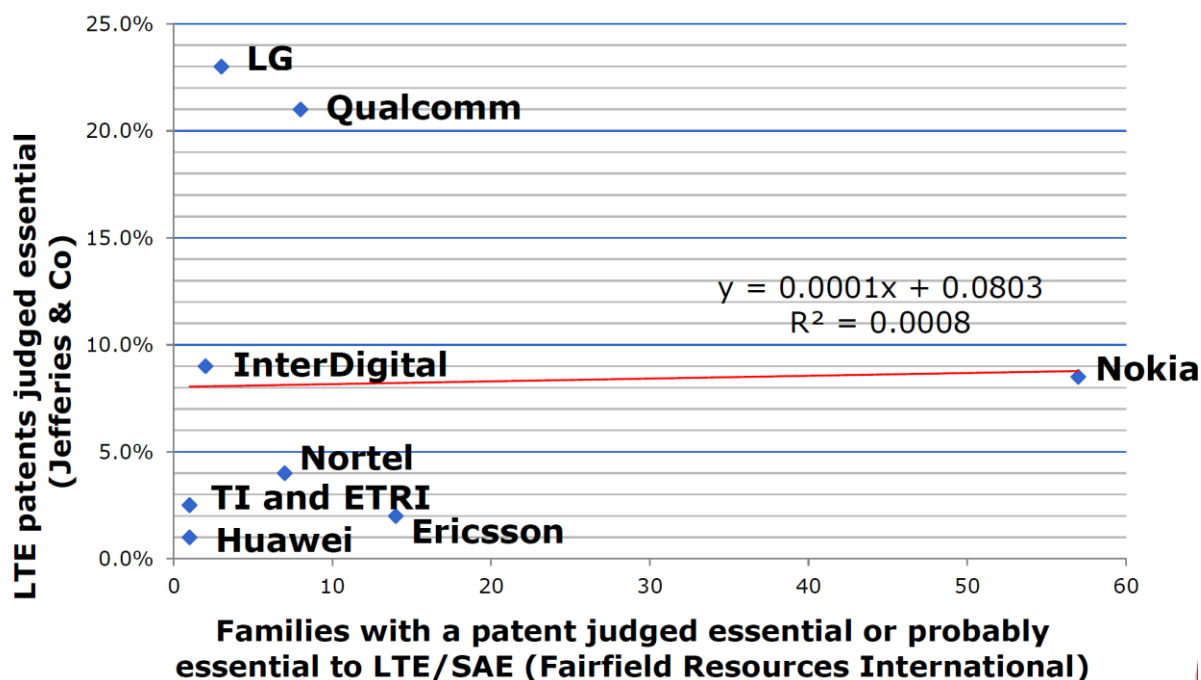 LTE patents judged essential
(Jefferies & Co)
25.0%
20.0%
15.0%
10.0%
5.0%
0.0%
LG
Qualcomm
y = 0.0001x + 0.0803
R² = 0.0008
InterDigital
Nokia
Nortel
TI and ETRI
Ericsson
Huawei
0 10 20 30 40 50 60
Families with a patent judged essential or probably
essential to LTE/SAE (Fairfield Resources International)